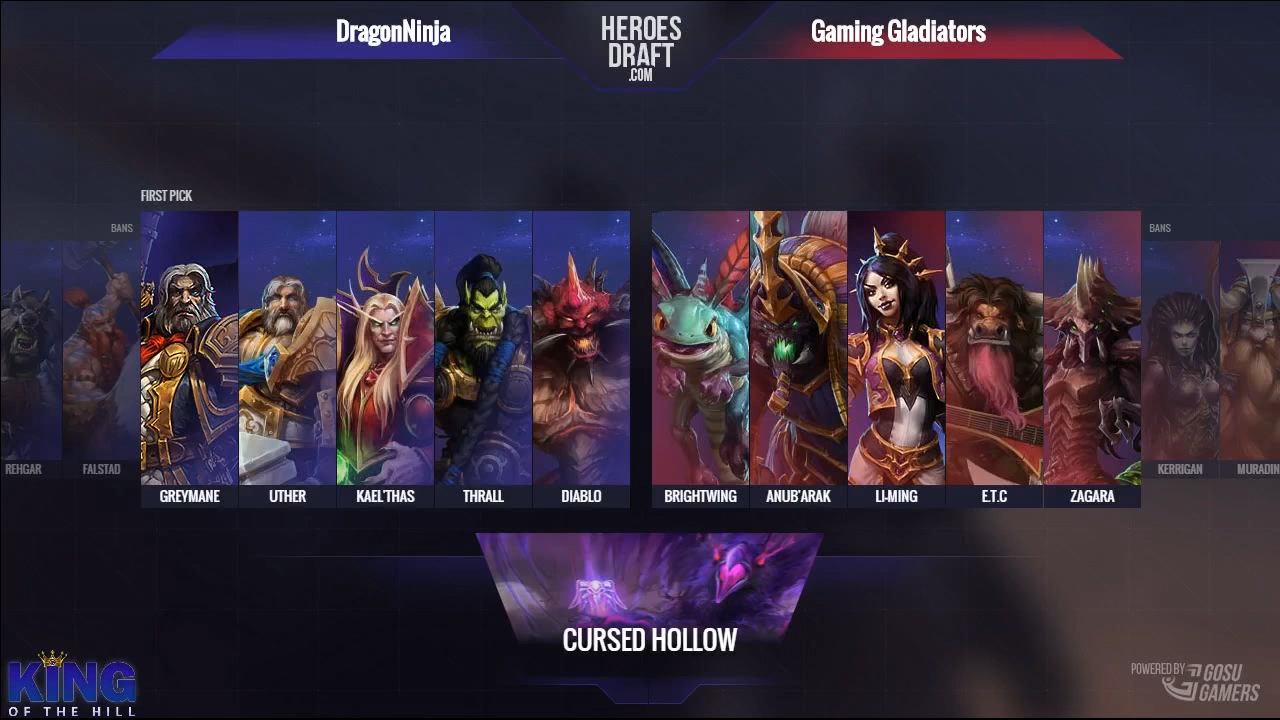 DragonNinja
HEROES
DRAFT
.COM
Gaming Gladiators
FIRST PICK
BANS
BANS
REHGAR
FALSTAD
GREYMANE
UTHER
KAEL'THAS
THRALL
DIABLO
BRIGHTWING
ANUB'ARAK
LI-MING
E.T.C
ZAGARA
KERRIGAN
MURADIN
CURSED HOLLOW
KING
OF THE HILL
POWERED BY
GOSU
GAMERS